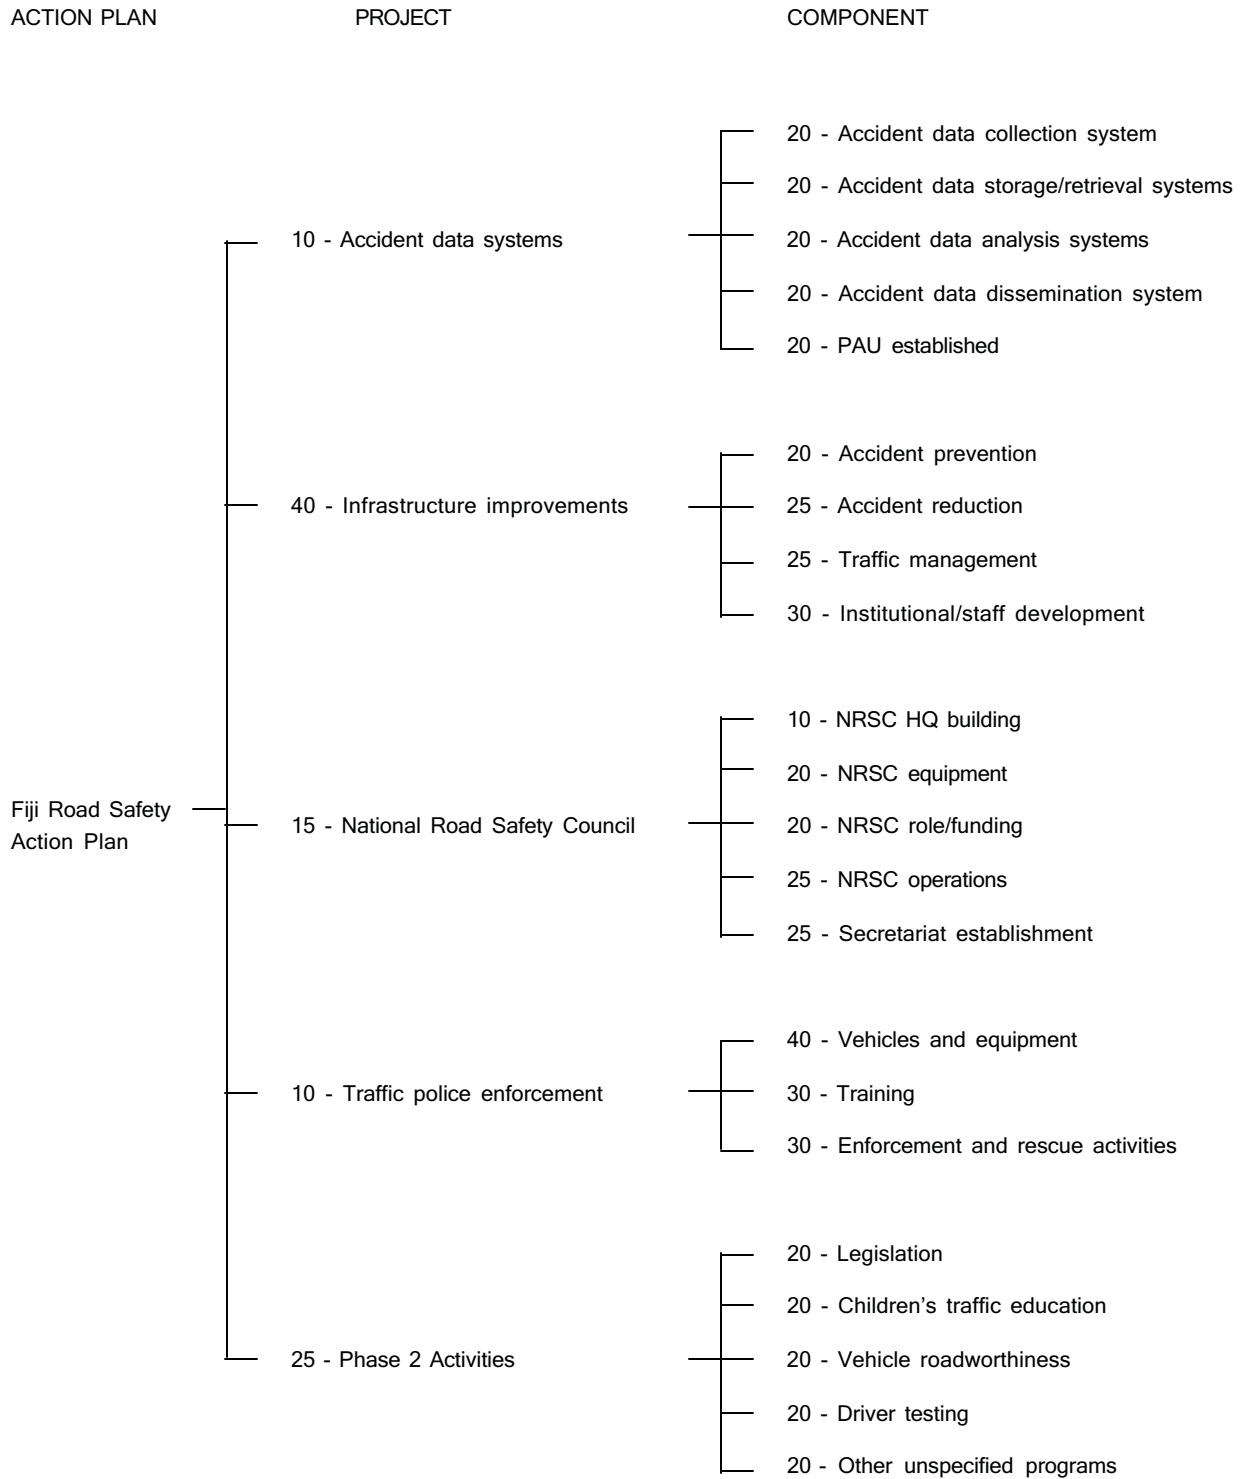 ACTION PLAN PROJECT COMPONENT
20 - Accident data collection system
20 - Accident data storage/retrieval systems
10 - Accident data systems
20 - Accident data analysis systems
20 - Accident data dissemination system
20 - PAU established
20 - Accident prevention
40 - Infrastructure improvements
25 - Accident reduction
25 - Traffic management
30 - Institutional/staff development
10 - NRSC HQ building
20 - NRSC equipment
Fiji Road Safety
Action Plan
15 - National Road Safety Council
20 - NRSC role/funding
25 - NRSC operations
25 - Secretariat establishment
40 - Vehicles and equipment
10 - Traffic police enforcement
30 - Training
30 - Enforcement and rescue activities
20 - Legislation
20 - Children’s traffic education
25 - Phase 2 Activities
20 - Vehicle roadworthiness
20 - Driver testing
20 - Other unspecified programs